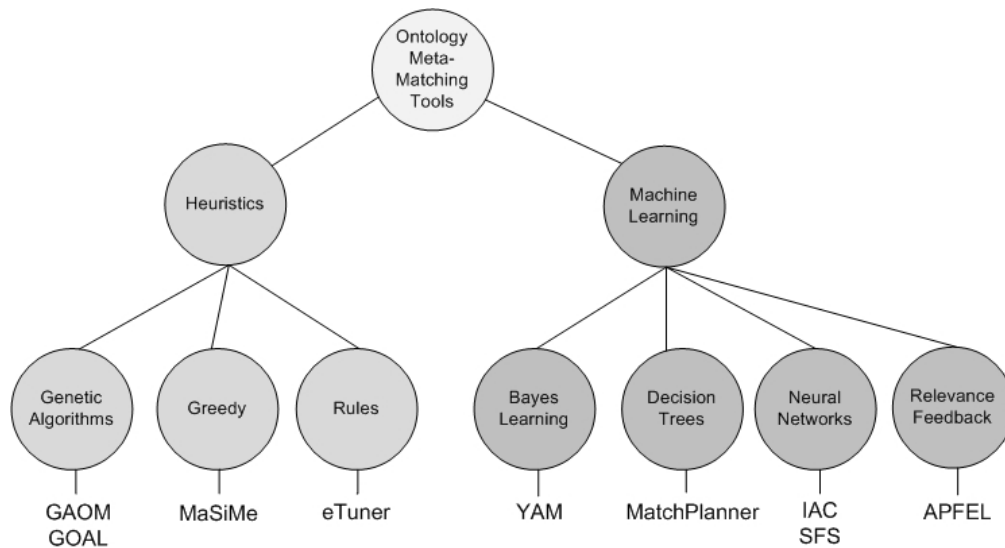 Ontology
Meta-
Matching
Tools
Heuristics
Machine
Learning
Genetic
Algorithms
Greedy
Rules
Bayes
Learning
Decision
Trees
Neural
Networks
Relevance
Feedback
GAOM
GOAL
MaSiMe
eTuner
YAM
MatchPlanner
IAC
SFS
APFEL